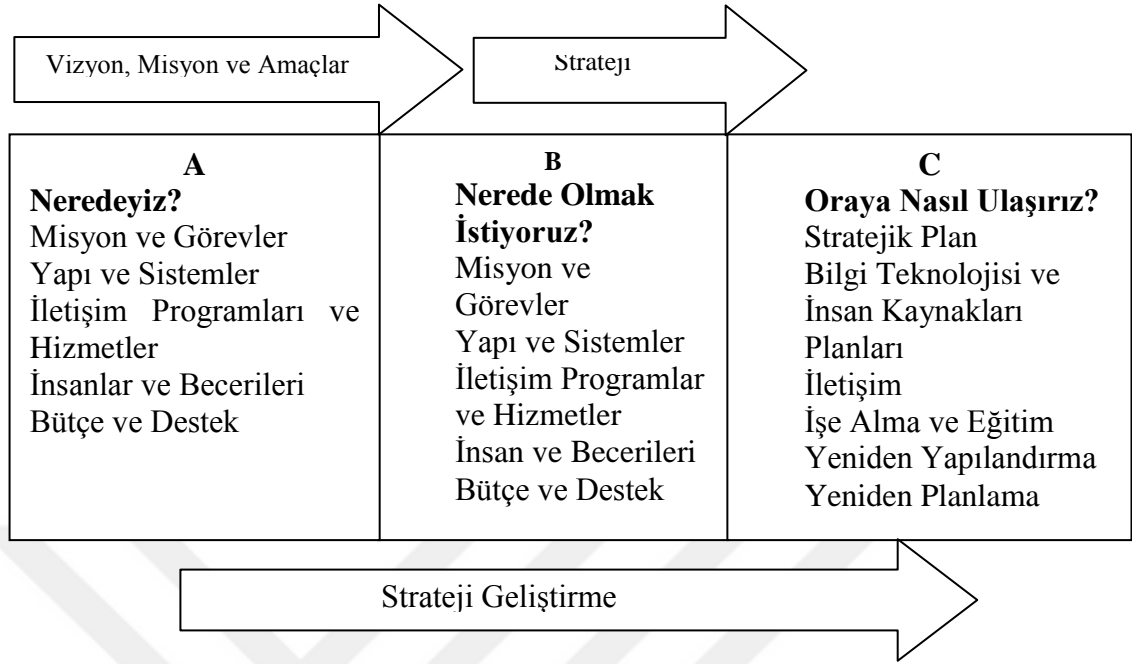 Vizyon, Misyon ve Amaçlar
Strateji
A
Neredeyiz?
Misyon ve Görevler
Yapı ve Sistemler
İletişim Programları ve
Hizmetler
İnsanlar ve Becerileri
Bütçe ve Destek
B
Nerede Olmak
İstiyoruz?
Misyon ve
Görevler
Yapı ve Sistemler
İletişim Programlar
ve Hizmetler
İnsan ve Becerileri
Bütçe ve Destek
C
Oraya Nasıl Ulaşırız?
Stratejik Plan
Bilgi Teknolojisi ve
İnsan Kaynakları
Planları
İletişim
İşe Alma ve Eğitim
Yeniden Yapılandırma
Yeniden Planlama
Strateji Geliştirme